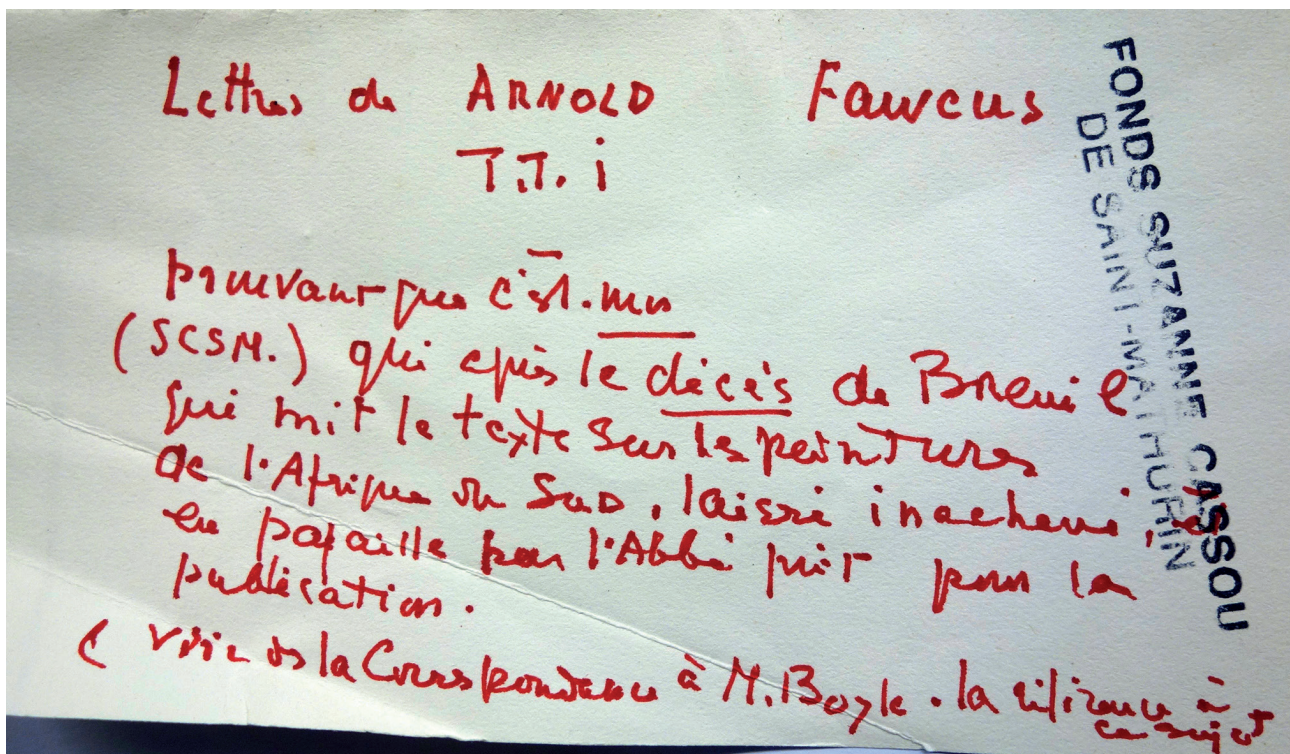 Lettres de ARNOLD Fawcus
T.T. i
prouvant que c'est moi
(SCSM.) qui après le décès de Breuil
qui mit le texte sur les peintures
de l'Afrique du Sud, laissé inachevé, et
en pagaille par l'Abbé prêt pour la
publication.
( voir ds la Correspondance à M. Boyle. la référence à
ce sujet
FONDS SUZANNE CASSOU
DE SAINT-MATHURIN